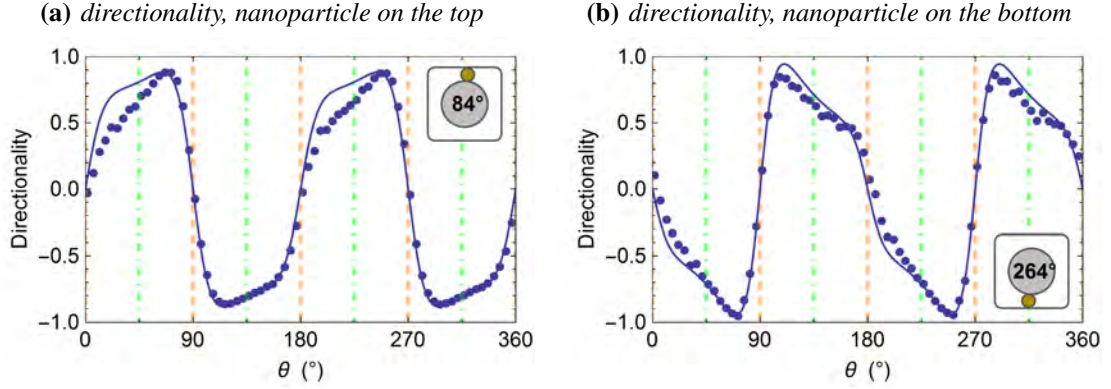 (a) directionality, nanoparticle on the top
1.0
0.5
0.0
−0.5
−1.0
Directionality
84°
0 90 180 270 360
θ (°)
(b) directionality, nanoparticle on the bottom
1.0
0.5
0.0
−0.5
−1.0
Directionality
264°
0 90 180 270 360
θ (°)